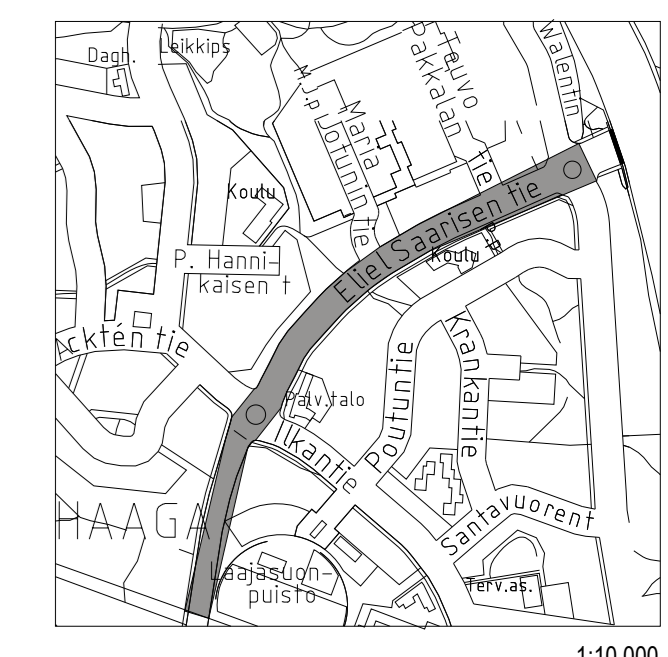 Dagh.
Leikkips
Walentin
Teuvo
Pakkalan
tie
M.J.p
Maria
Jotunin tie
Koulu
P. Hanni-
kaisen t
Eliel Saarisen tie
P.P
Koulu
Acktén tie
Palv.talo
Ilkantie
Poutuntie
Krankantie
HAAGA
Santavuorent
Laajasuon-
puisto
Terv.as.
1:10 000